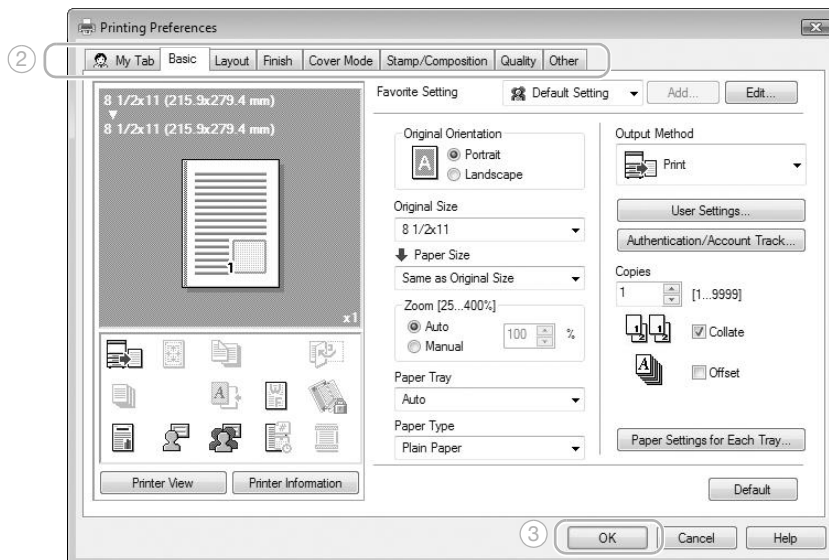 Printing Preferences
②
My Tab Basic Layout Finish Cover Mode Stamp/Composition Quality Other
8 1/2x11 (215.9x279.4 mm)
8 1/2x11 (215.9x279.4 mm)
1
x1
Printer View Printer Information
Favorite Setting Default Setting Add... Edit...
Original Orientation
A Portrait
Landscape
Original Size
8 1/2x11
Paper Size
Same as Original Size
Zoom [25...400%]
Auto
Manual
100 %
Paper Tray
Auto
Paper Type
Plain Paper
Output Method
Print
User Settings...
Authentication/Account Track...
Copies
1 [1...9999]
Collate
Offset
Paper Settings for Each Tray...
Default
③ OK Cancel Help